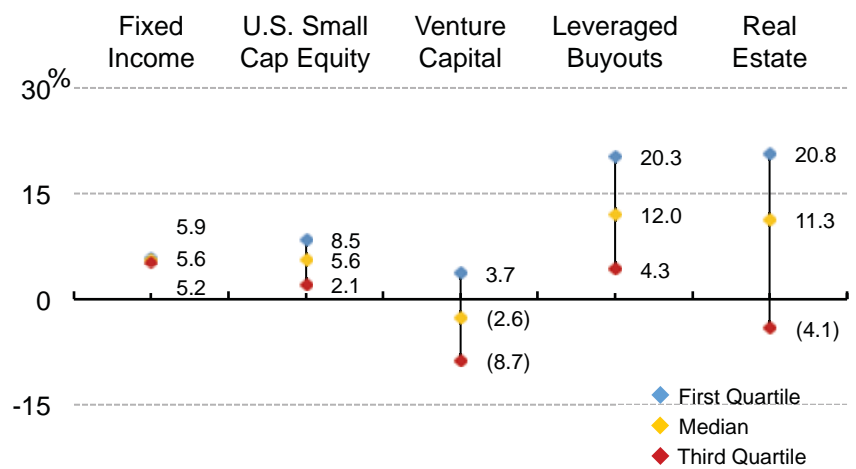 Fixed
Income
U.S. Small
Cap Equity
Venture
Capital
Leveraged
Buyouts
Real
Estate
30%
15
0
-15
5.9
5.6
5.2
8.5
5.6
2.1
3.7
(2.6)
(8.7)
20.3
12.0
4.3
20.8
11.3
(4.1)
First Quartile
Median
Third Quartile